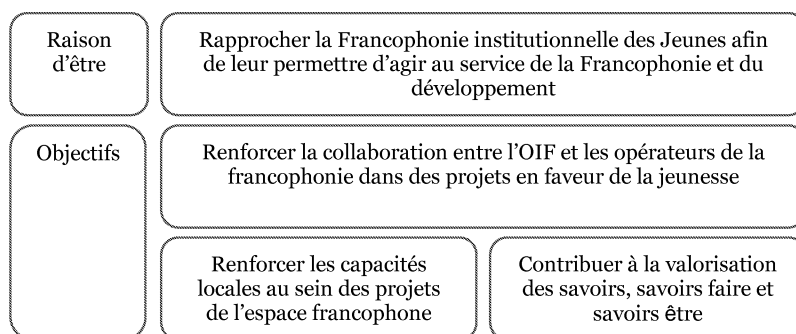 Raison
d’être
Rapprocher la Francophonie institutionnelle des Jeunes afin
de leur permettre d’agir au service de la Francophonie et du
développement
Objectifs
Renforcer la collaboration entre l’OIF et les opérateurs de la
francophonie dans des projets en faveur de la jeunesse
Renforcer les capacités
locales au sein des projets
de l’espace francophone
Contribuer à la valorisation
des savoirs, savoirs faire et
savoirs être